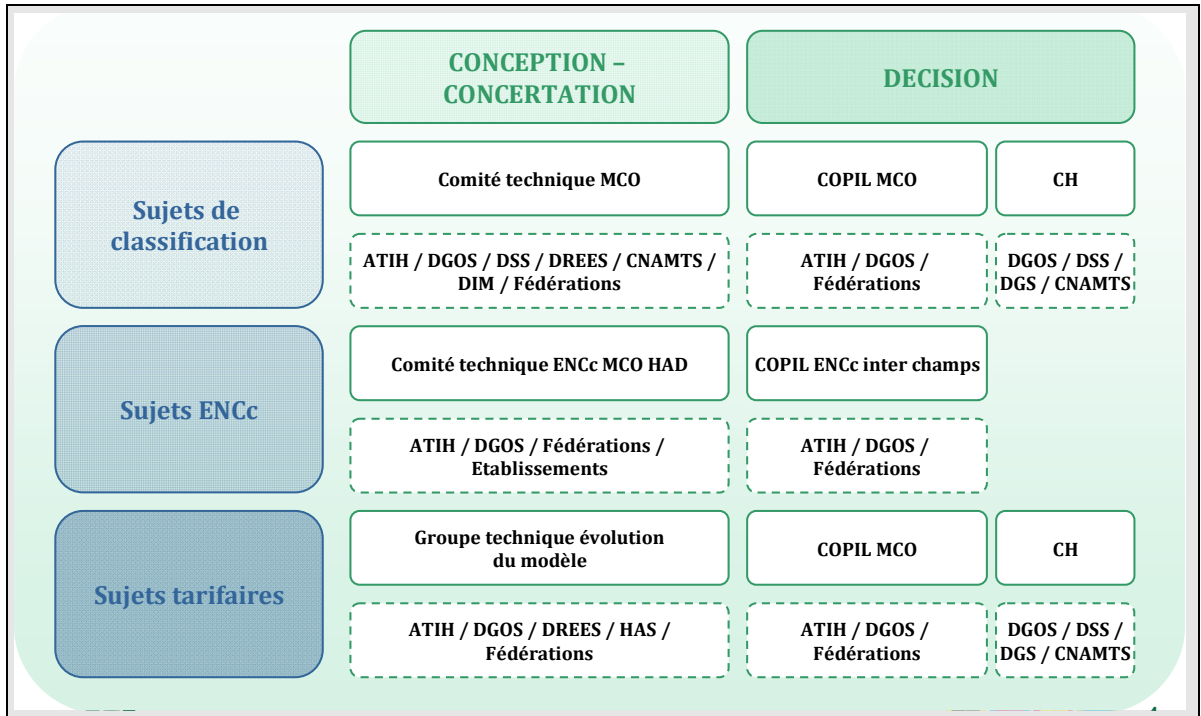 CONCEPTION –
CONCERTATION
DECISION
Sujets de
classification
Comité technique MCO
COPIL MCO
CH
ATIH / DGOS / DSS / DREES / CNAMTS /
DIM / Fédérations
ATIH / DGOS /
Fédérations
DGOS / DSS /
DGS / CNAMTS
Sujets ENCc
Comité technique ENCc MCO HAD
COPIL ENCc inter champs
ATIH / DGOS / Fédérations /
Etablissements
ATIH / DGOS /
Fédérations
Sujets tarifaires
Groupe technique évolution
du modèle
COPIL MCO
CH
ATIH / DGOS / DREES / HAS /
Fédérations
ATIH / DGOS /
Fédérations
DGOS / DSS /
DGS / CNAMTS